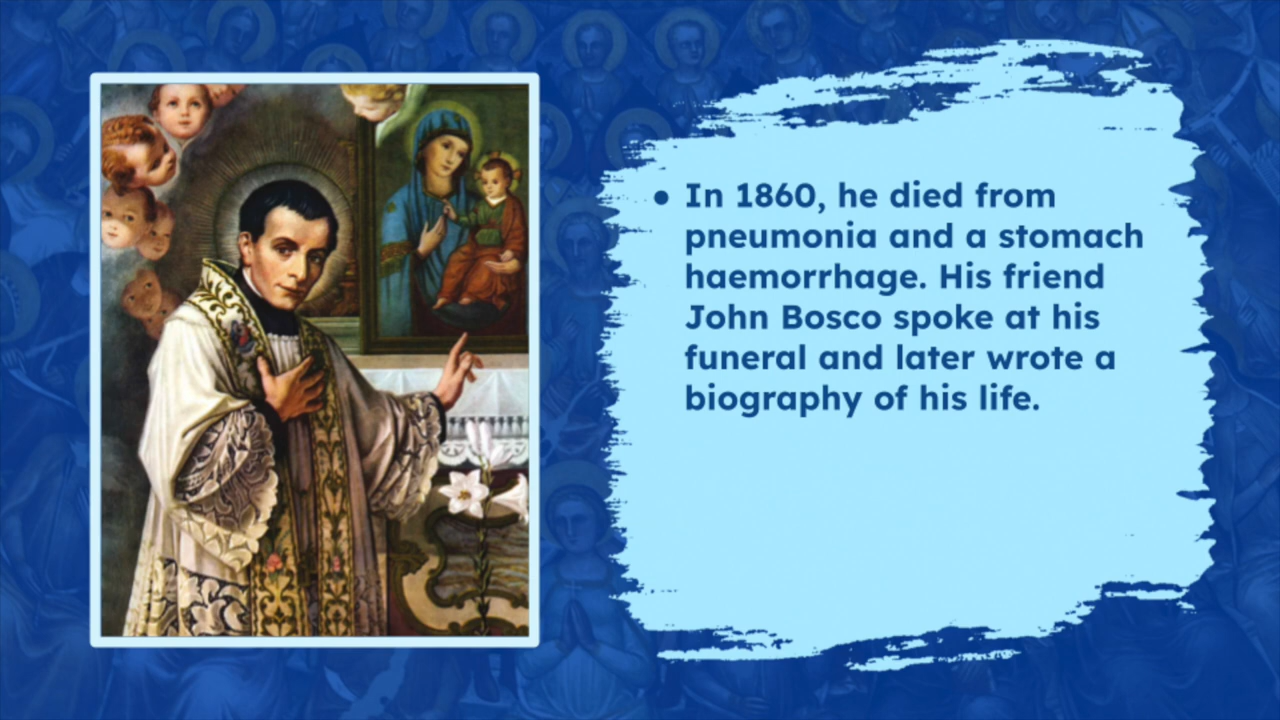 • In 1860, he died from
pneumonia and a stomach
haemorrhage. His friend
John Bosco spoke at his
funeral and later wrote a
biography of his life.